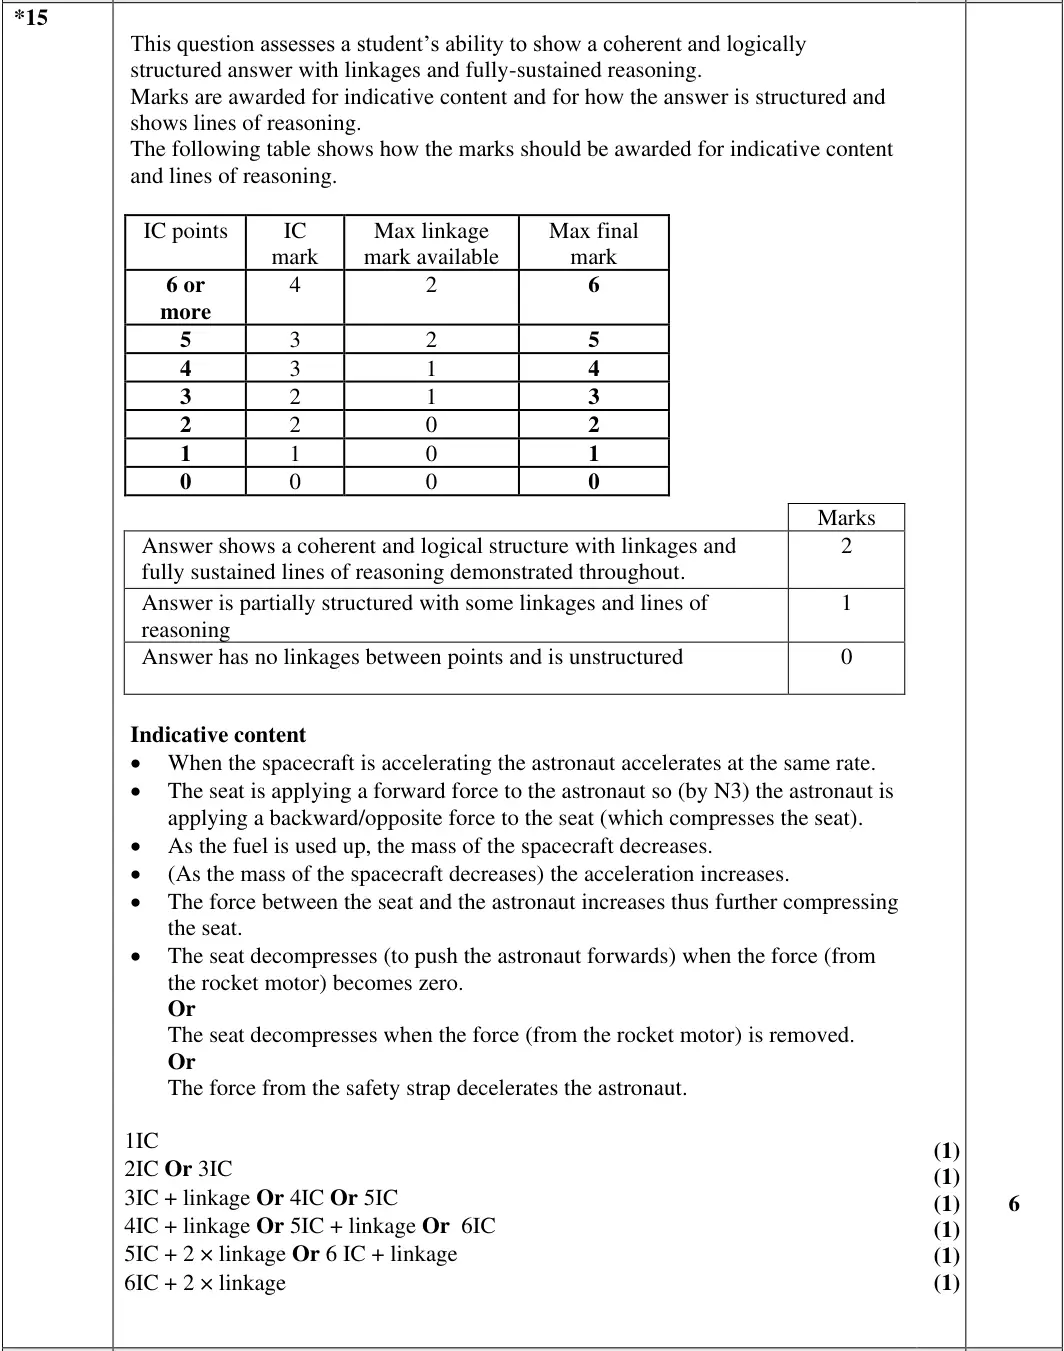 *15
This question assesses a student’s ability to show a coherent and logically
structured answer with linkages and fully-sustained reasoning.
Marks are awarded for indicative content and for how the answer is structured and
shows lines of reasoning.
The following table shows how the marks should be awarded for indicative content
and lines of reasoning.
IC points IC mark Max linkage mark available Max final mark
6 or more 4 2 6
5 3 2 5
4 3 1 4
3 2 1 3
2 2 0 2
1 1 0 1
0 0 0 0
Marks
Answer shows a coherent and logical structure with linkages and 2
fully sustained lines of reasoning demonstrated throughout.
Answer is partially structured with some linkages and lines of 1
reasoning
Answer has no linkages between points and is unstructured 0
Indicative content
• When the spacecraft is accelerating the astronaut accelerates at the same rate.
• The seat is applying a forward force to the astronaut so (by N3) the astronaut is
applying a backward/opposite force to the seat (which compresses the seat).
• As the fuel is used up, the mass of the spacecraft decreases.
• (As the mass of the spacecraft decreases) the acceleration increases.
• The force between the seat and the astronaut increases thus further compressing
the seat.
• The seat decompresses (to push the astronaut forwards) when the force (from
the rocket motor) becomes zero.
Or
The seat decompresses when the force (from the rocket motor) is removed.
Or
The force from the safety strap decelerates the astronaut.
1IC (1)
2IC Or 3IC (1)
3IC + linkage Or 4IC Or 5IC (1) 6
4IC + linkage Or 5IC + linkage Or 6IC (1)
5IC + 2 × linkage Or 6 IC + linkage (1)
6IC + 2 × linkage (1)